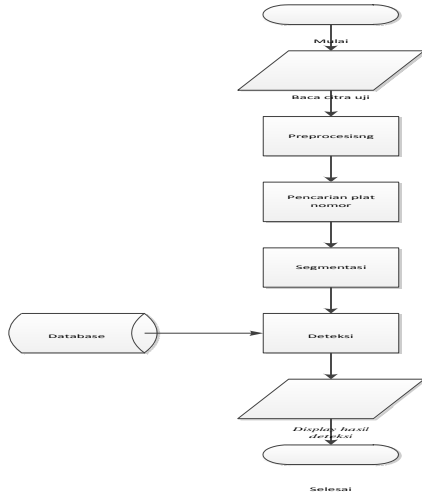 Mulai
Baca citra uji
Preprocesisng
Pencarian plat
nomor
Segmentasi
Database
Deteksi
Display hasil
deteksi
Selesai